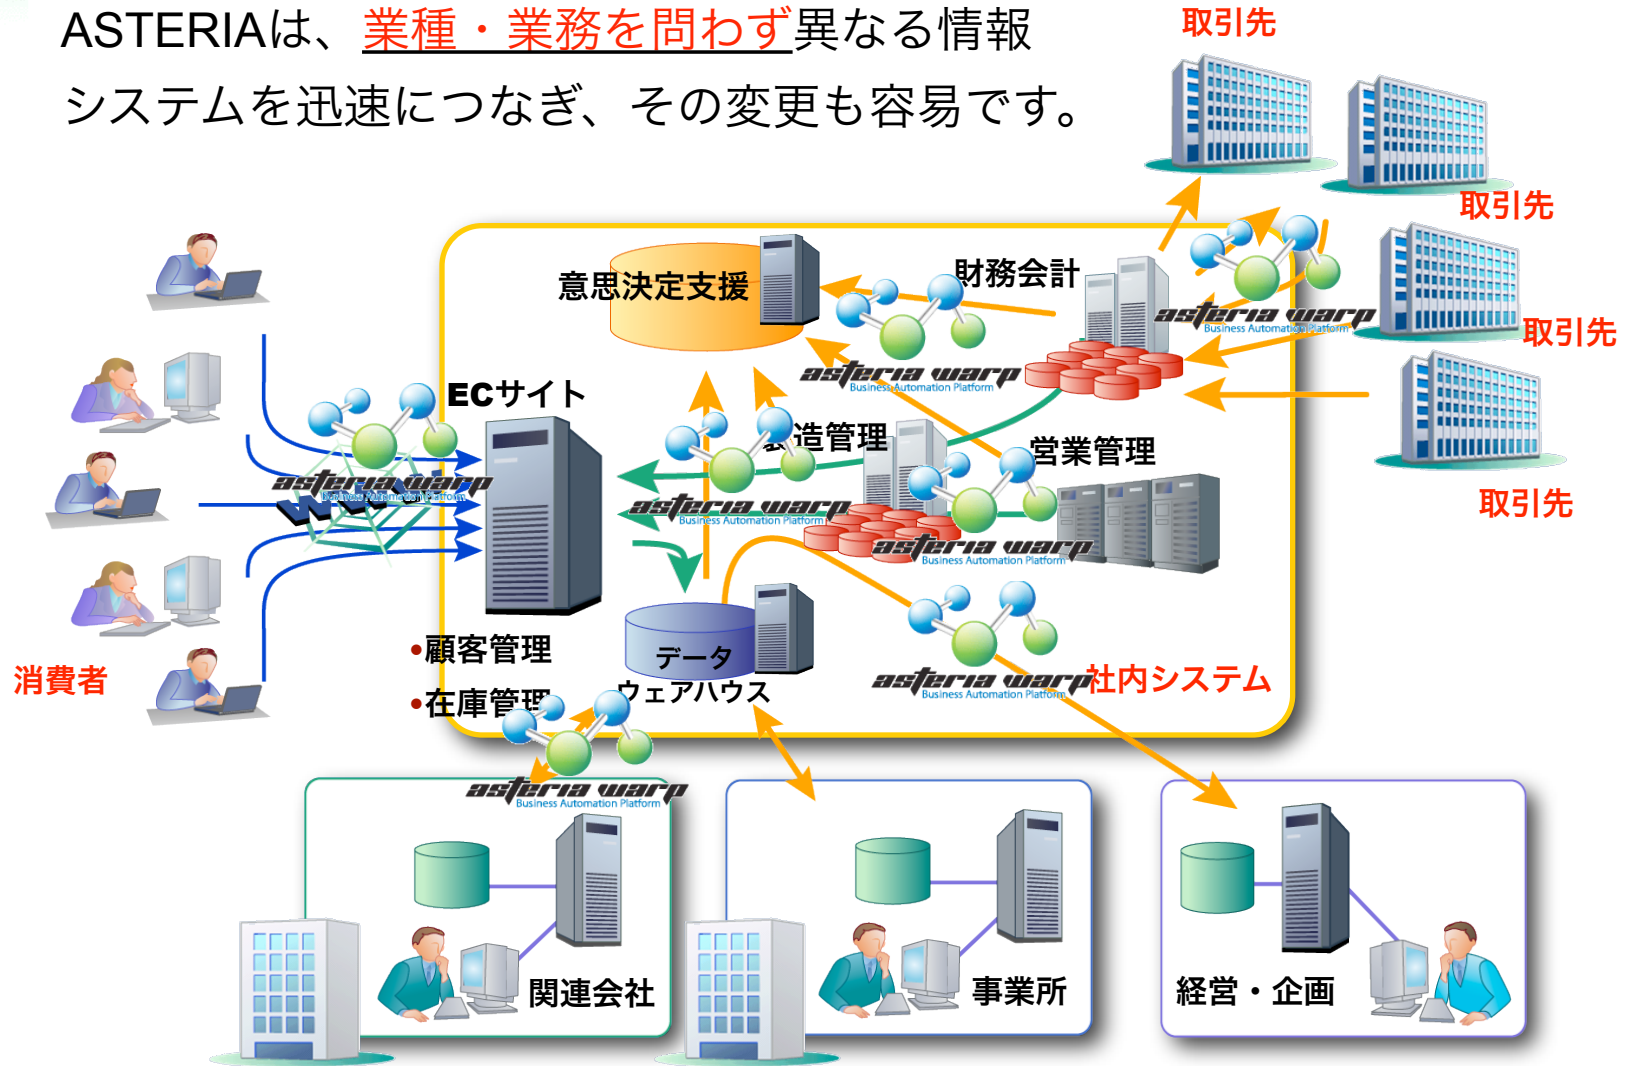 ASTERIAは、業種・業務を問わず異なる情報
システムを迅速につなぎ、その変更も容易です。
取引先
取引先
取引先
取引先
意思決定支援
財務会計
asteria warp
Business Automation Platform
asteria warp
Business Automation Platform
ECサイト
製造管理
営業管理
asteria warp
Business Automation Platform
asteria warp
Business Automation Platform
asteria warp
Business Automation Platform
•顧客管理
•在庫管理
データ
ウェアハウス
asteria warp
Business Automation Platform
社内システム
消費者
asteria warp
Business Automation Platform
関連会社
事業所
経営・企画